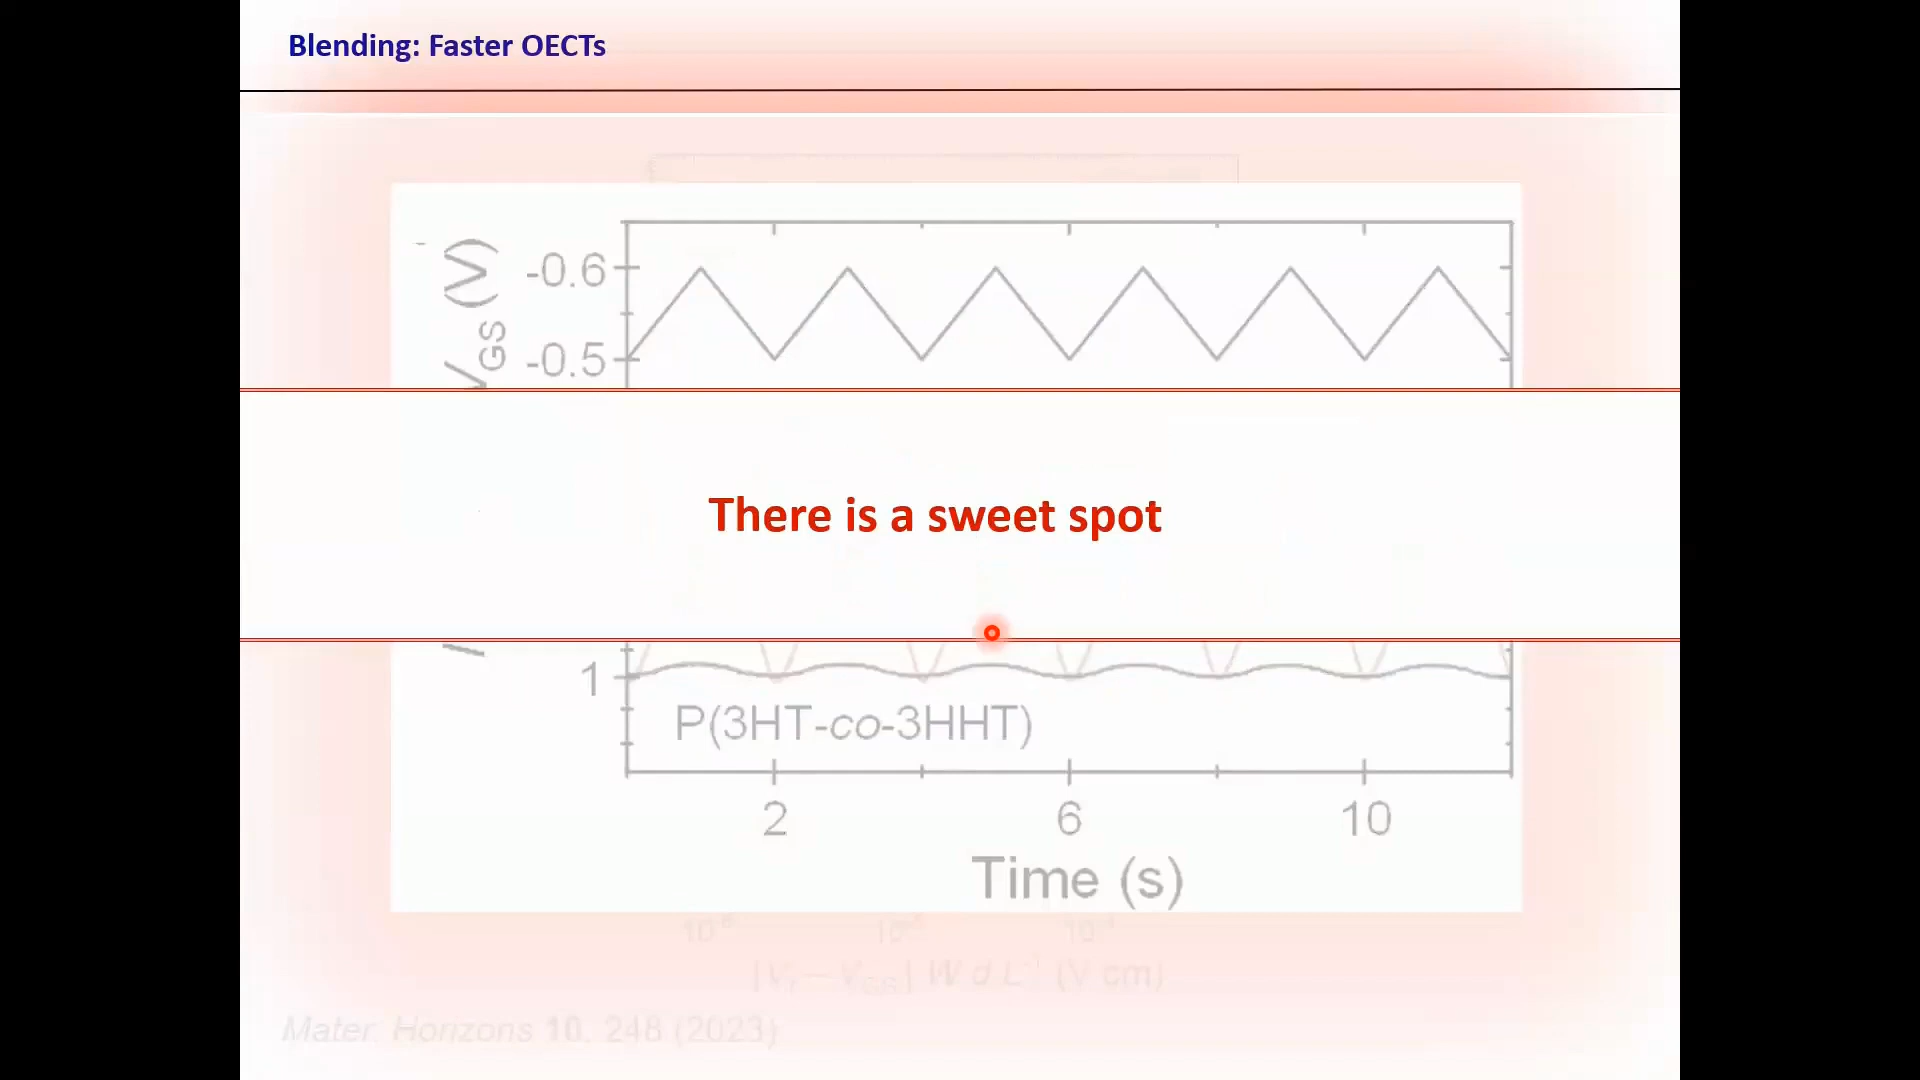 Blending: Faster OECTs
V_GS (V)
-0.6
-0.5
There is a sweet spot
1
P(3HT-co-3HHT)
2 6 10
Time (s)
(V cm)
Mater. Horizons 10, 248 (2023)